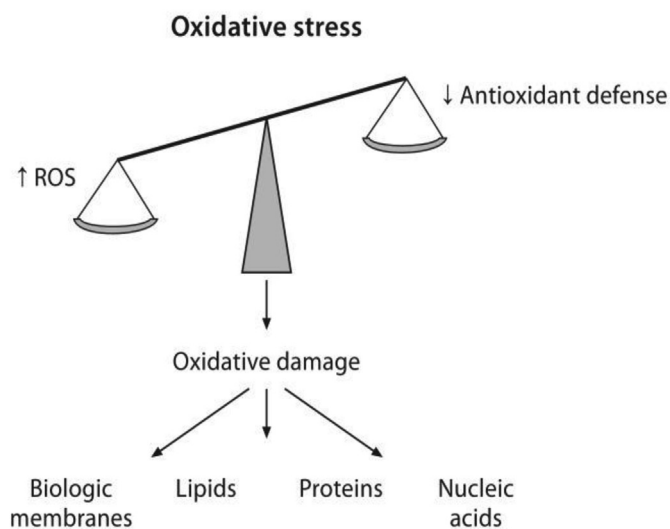 Oxidative stress
↓ Antioxidant defense
↑ ROS
Oxidative damage
Biologic
membranes
Lipids
Proteins
Nucleic
acids